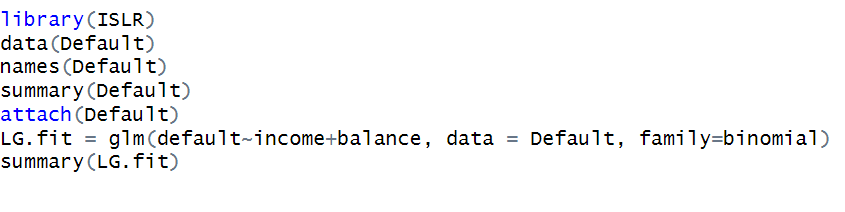 library(ISLR)
data(Default)
names(Default)
summary(Default)
attach(Default)
LG.fit = glm(default~income+balance, data = Default, family=binomial)
summary(LG.fit)